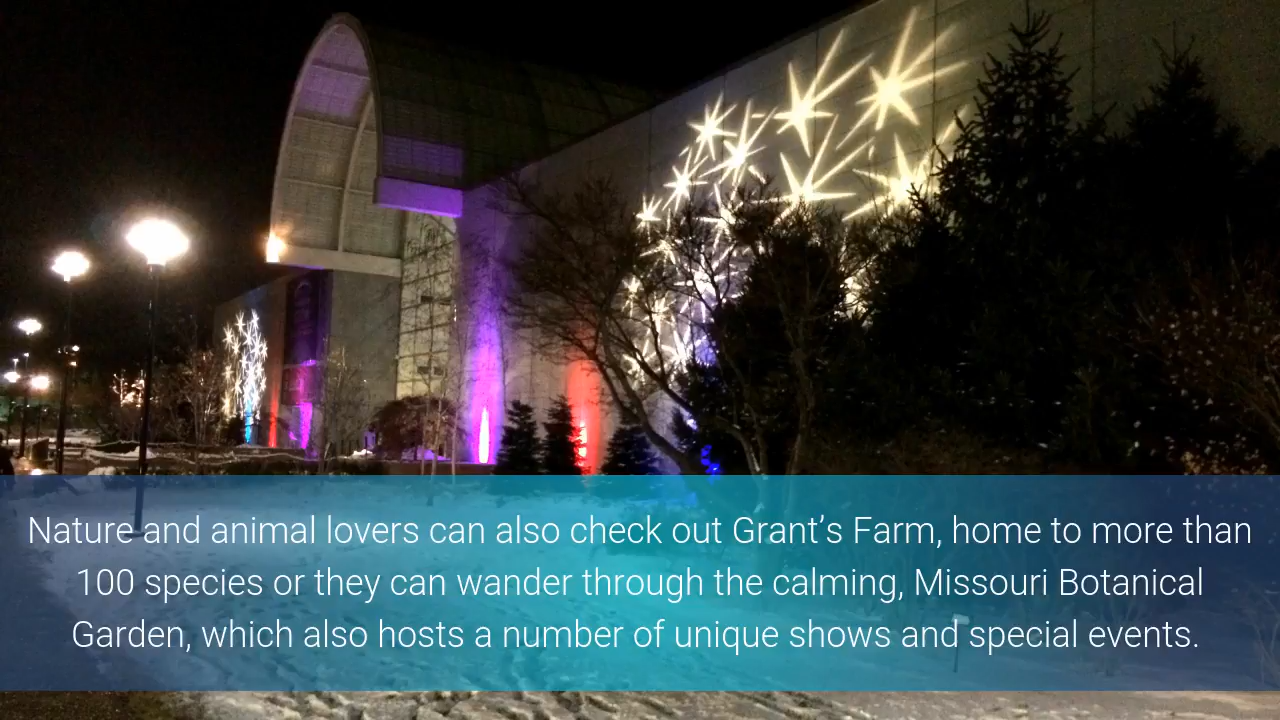 Nature and animal lovers can also check out Grant’s Farm, home to more than
100 species or they can wander through the calming, Missouri Botanical
Garden, which also hosts a number of unique shows and special events.